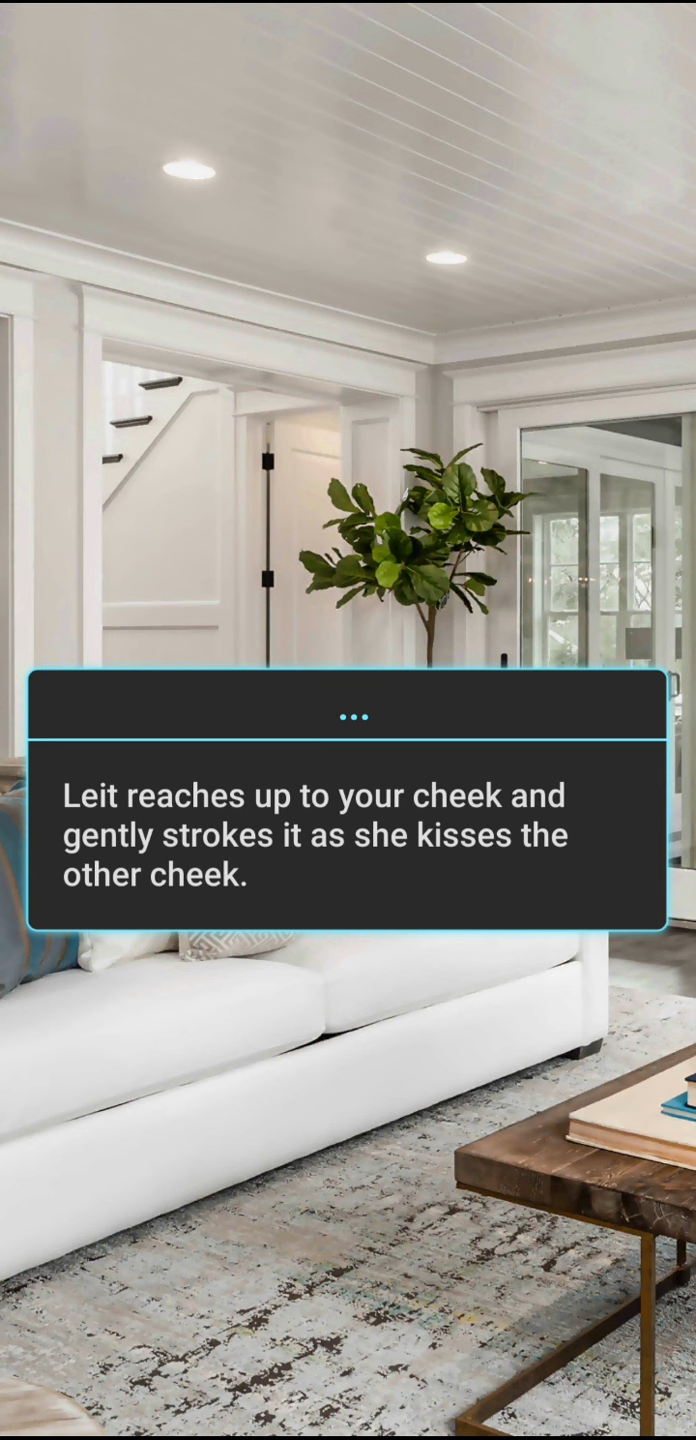 ...
Leit reaches up to your cheek and
gently strokes it as she kisses the
other cheek.